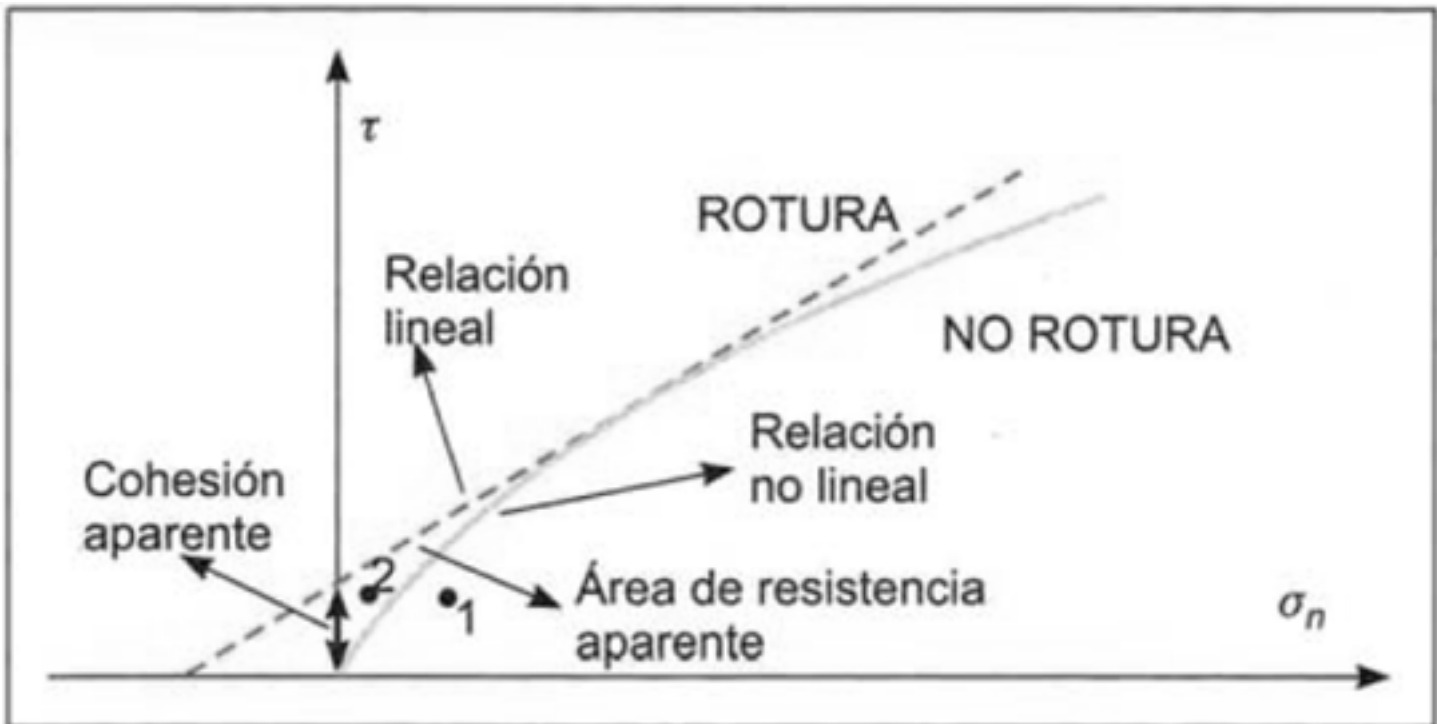 τ
ROTURA
Relación
lineal
NO ROTURA
Relación
no lineal
Cohesión
aparente
2
1
Área de resistencia
aparente
σn